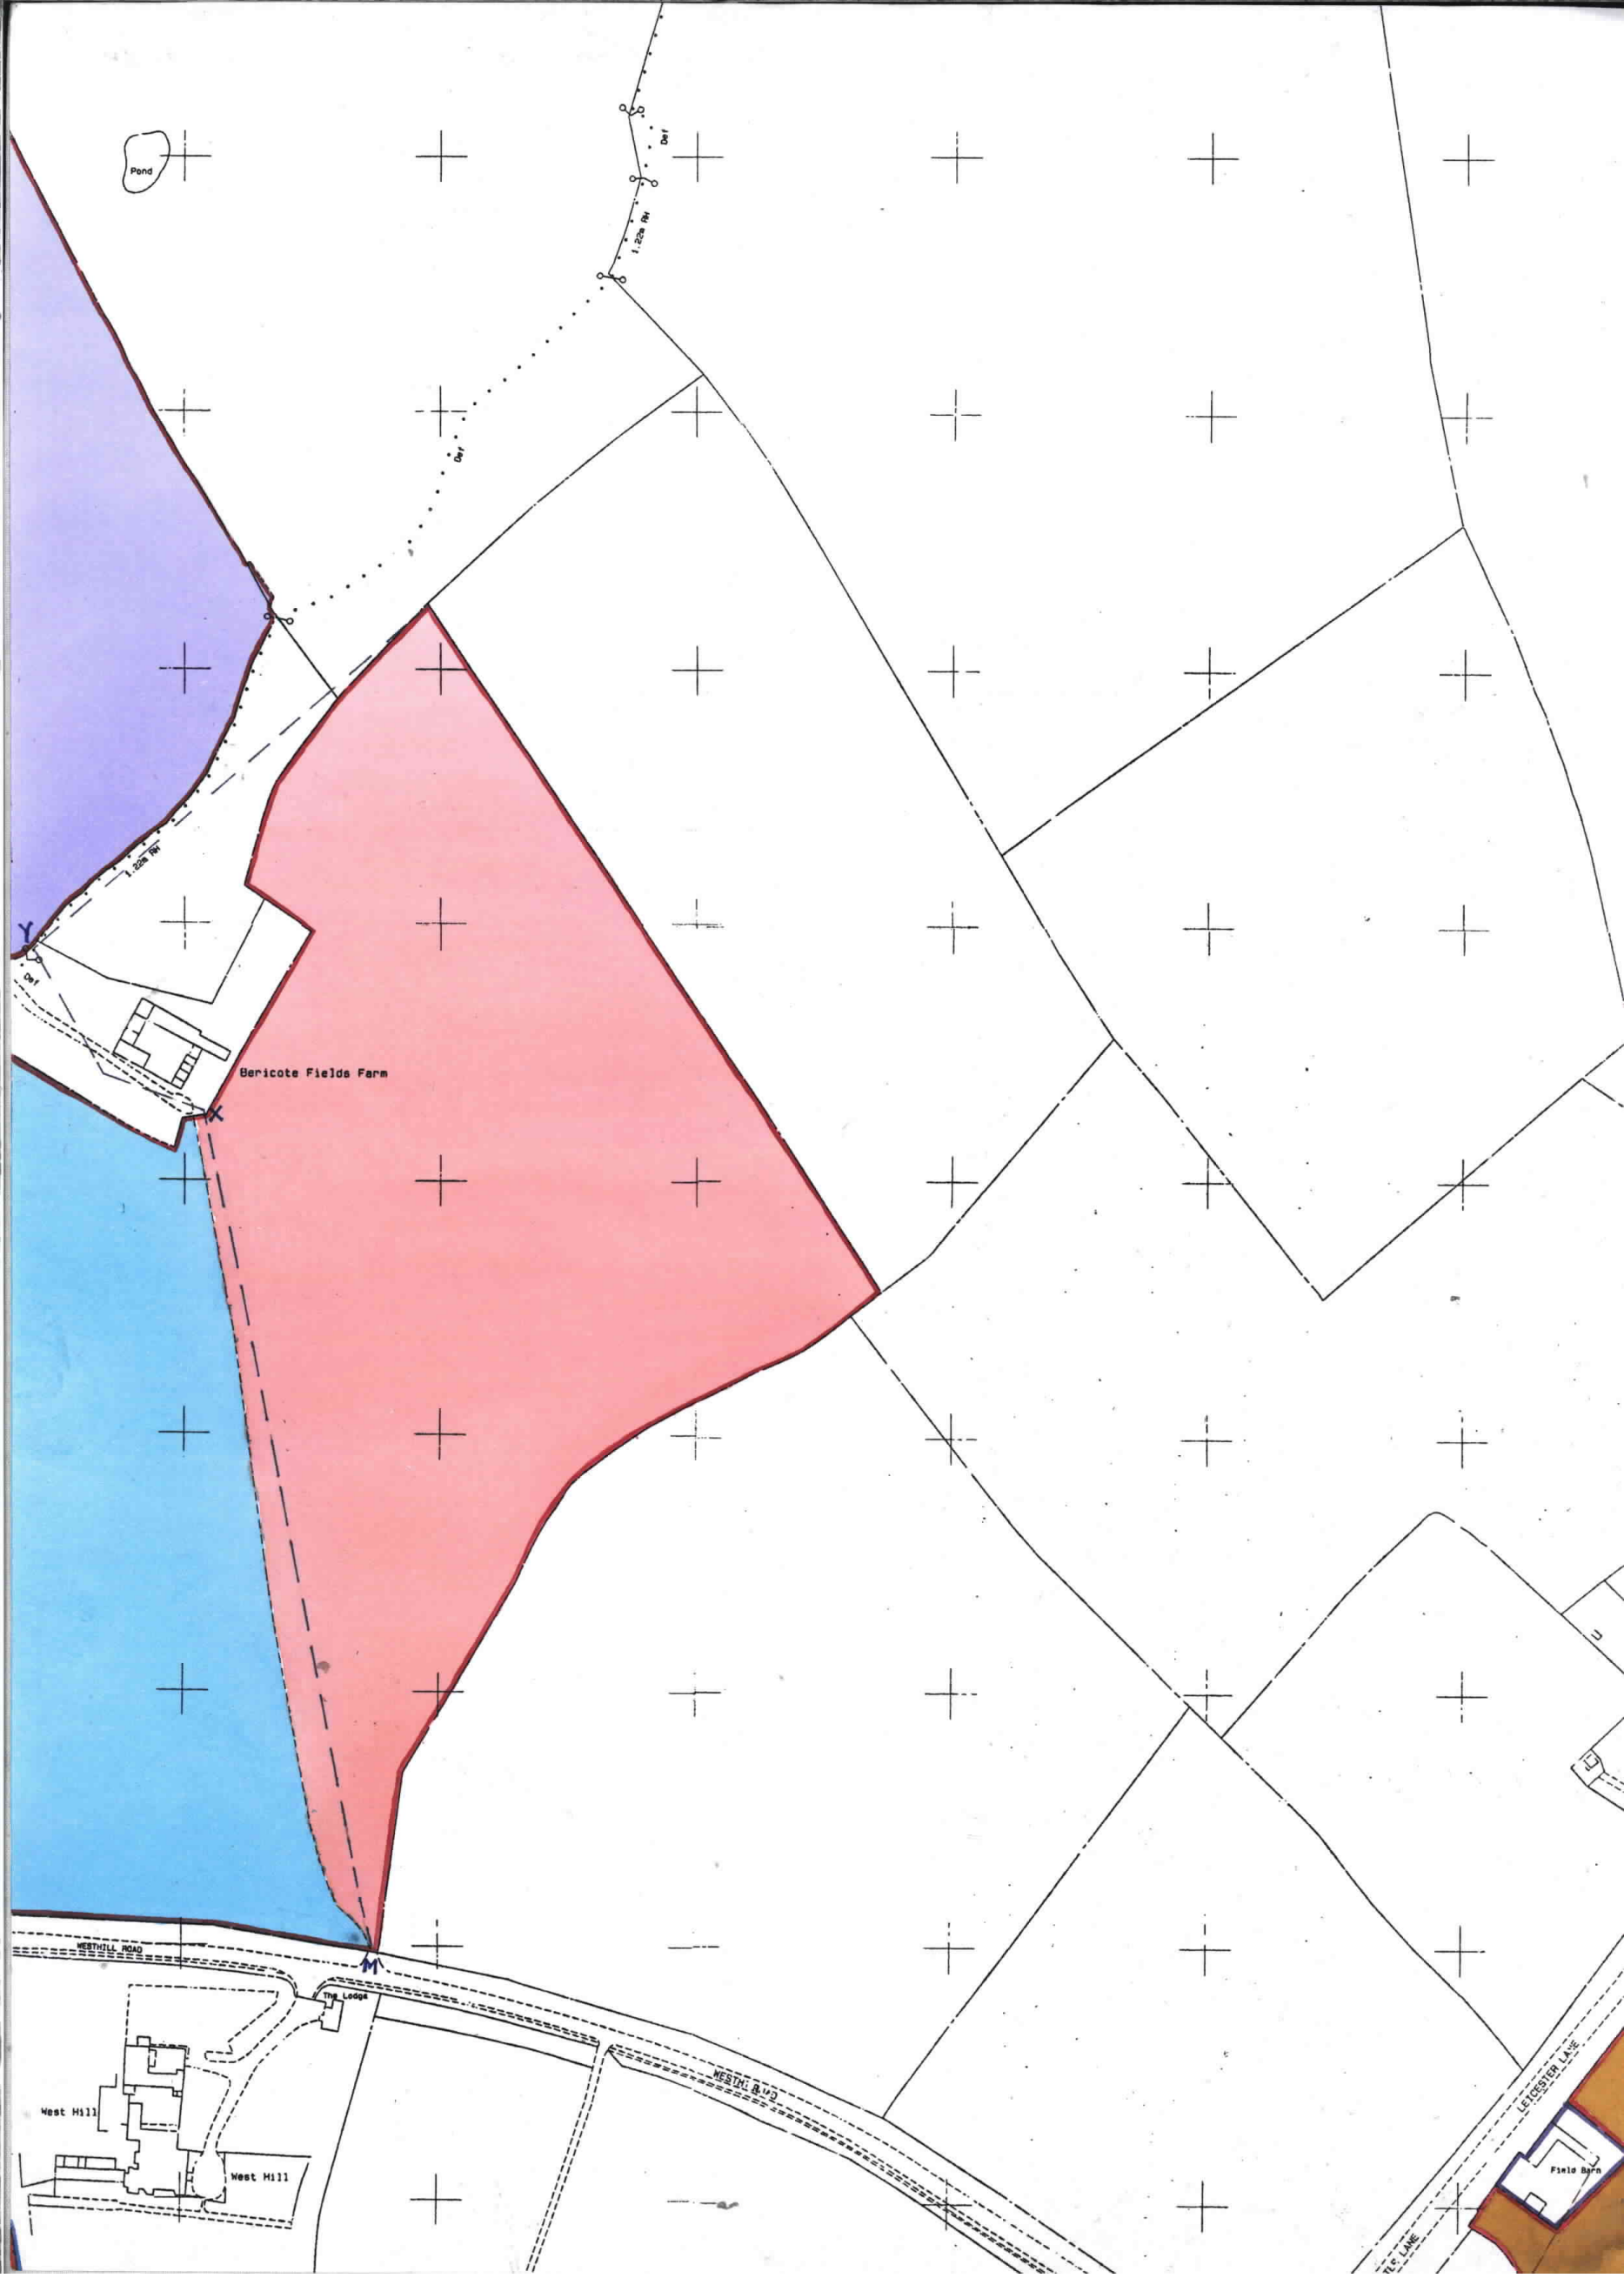 Def
Pond
1.22m RH
Def
1.22m RH
Y
Def
Bericote Fields Farm
X
WESTHILL ROAD
M
The Lodge
LEICESTER LANE
West Hill
Field Barn
West Hill
LANE